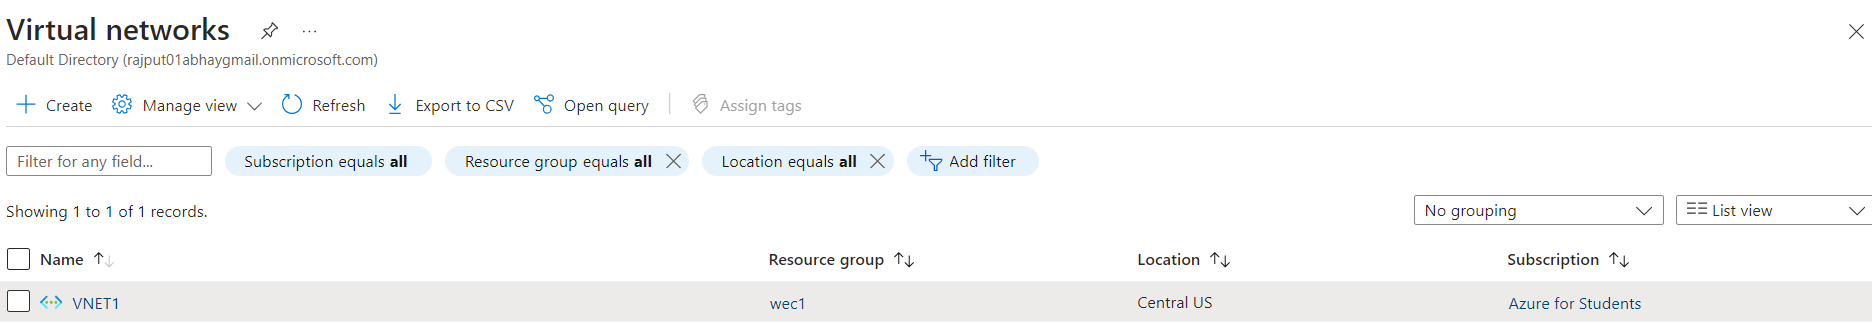 Virtual networks
Default Directory (rajput01abhaygmail.onmicrosoft.com)
Create Manage view Refresh Export to CSV Open query Assign tags
Filter for any field... Subscription equals all Resource group equals all Location equals all Add filter
Showing 1 to 1 of 1 records. No grouping List view
Name Resource group Location Subscription
VNET1 wec1 Central US Azure for Students